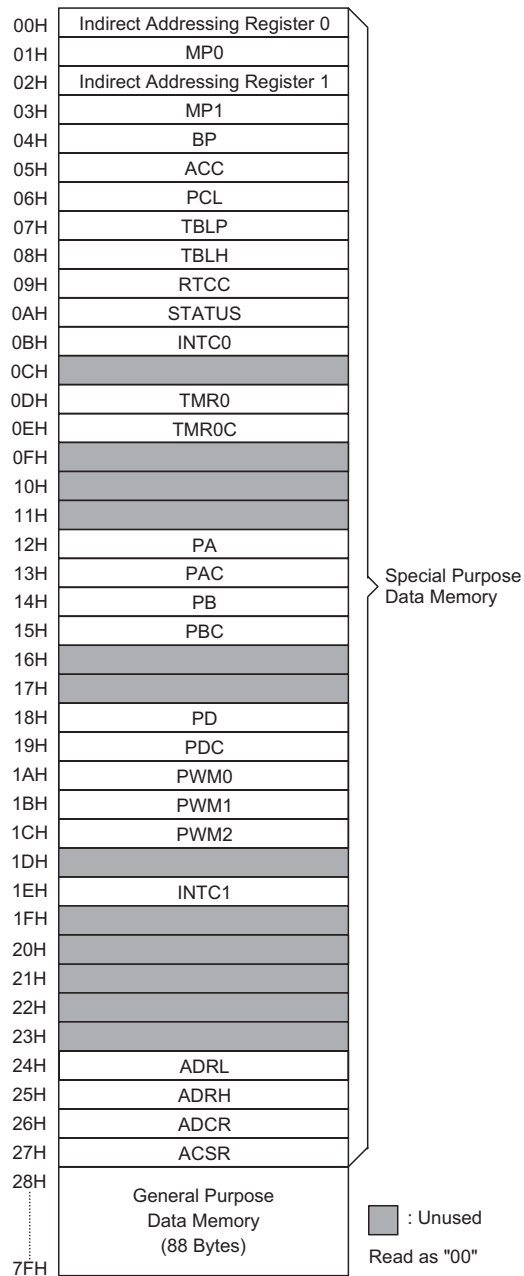 00H Indirect Addressing Register 0
01H MP0
02H Indirect Addressing Register 1
03H MP1
04H BP
05H ACC
06H PCL
07H TBLP
08H TBLH
09H RTCC
0AH STATUS
0BH INTC0
0CH
0DH TMR0
0EH TMR0C
0FH
10H
11H
12H PA
13H PAC
14H PB
15H PBC
16H
17H
18H PD
19H PDC
1AH PWM0
1BH PWM1
1CH PWM2
1DH
1EH INTC1
1FH
20H
21H
22H
23H
24H ADRL
25H ADRH
26H ADCR
27H ACSR
28H
General Purpose
Data Memory
(88 Bytes)
7FH
Special Purpose
Data Memory
: Unused
Read as "00"